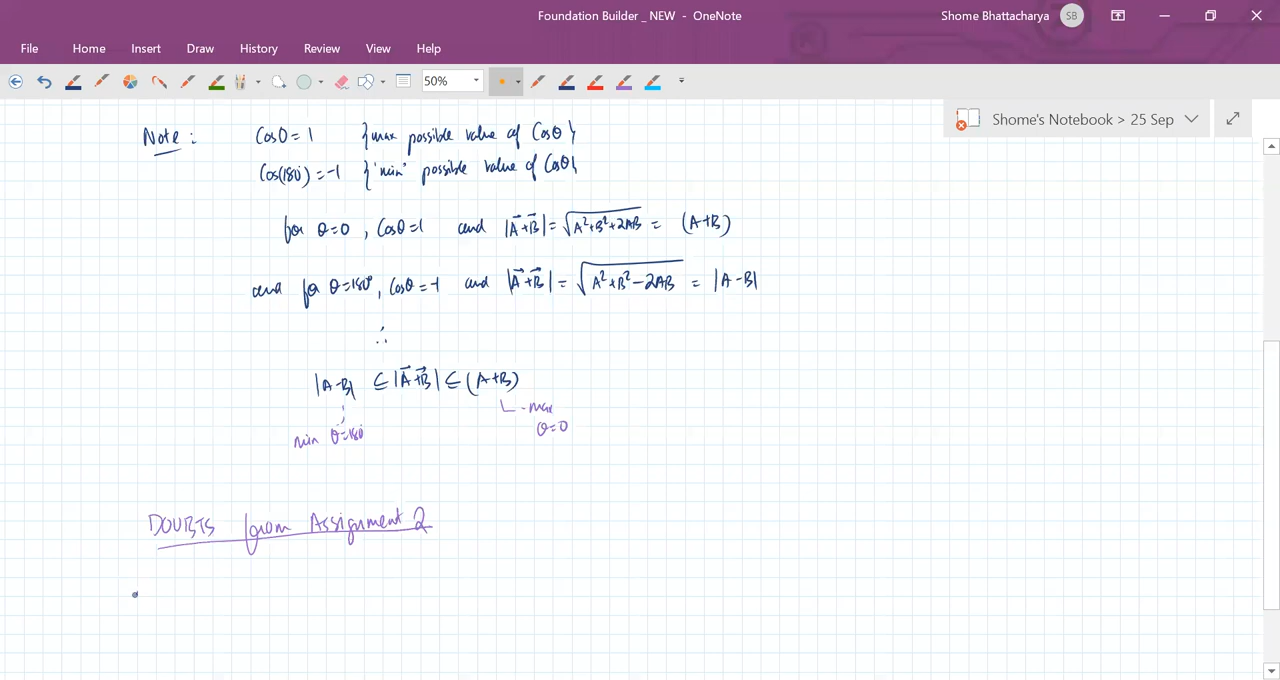 Foundation Builder _ NEW - OneNote
Shome Bhattacharya SB
File Home Insert Draw History Review View Help
50%
Shome's Notebook > 25 Sep
Note : Cos0 = 1 {max possible value of Cosθ}
Cos(180°) = -1 {'min' possible value of Cosθ}
for θ=0, Cosθ=1 and |A⃗+B⃗| = √(A²+B²+2AB) = (A+B)
and for θ=180°, Cosθ=-1 and |A⃗+B⃗| = √(A²+B²-2AB) = |A-B|
∴
|A-B| ≤ |A⃗+B⃗| ≤ (A+B)
min θ=180° max θ=0
DOUBTS from Assignment 2